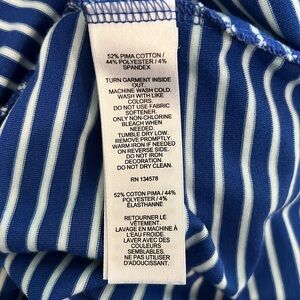 52% PIMA COTTON /
44% POLYESTER / 4%
SPANDEX
TURN GARMENT INSIDE
OUT.
MACHINE WASH COLD.
WASH WITH LIKE
COLORS.
DO NOT USE FABRIC
SOFTENER.
ONLY NON-CHLORINE
BLEACH WHEN
NEEDED.
TUMBLE DRY LOW.
REMOVE PROMPTLY.
WARM IRON IF NEEDED
ON REVERSE SIDE.
DO NOT IRON
DECORATION.
DO NOT DRY CLEAN.
RN 134578
52% COTON PIMA / 44%
POLYESTER / 4%
ÉLASTHANNE
RETOURNER LE
VÊTEMENT.
LAVAGE EN MACHINE À
L'EAU FROIDE.
LAVER AVEC DES
COULEURS
SEMBLABLES.
NE PAS UTILISER
D'ADOUCISSANT.